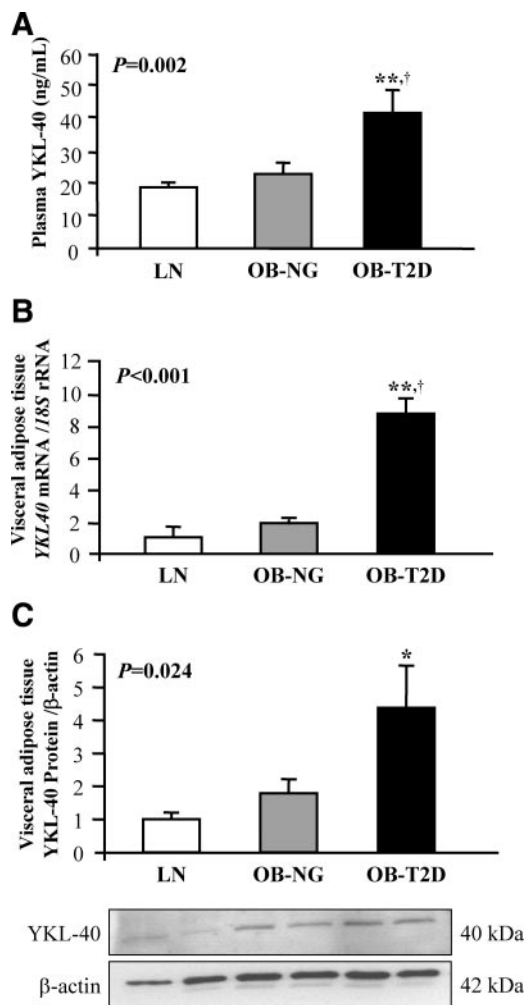 A
Plasma YKL-40 (ng/mL)
60
50
40
30
20
10
0
P=0.002
**,†
LN OB-NG OB-T2D
B
Visceral adipose tissue
YKL40 mRNA /18S rRNA
12
10
8
6
4
2
0
P<0.001
**,†
LN OB-NG OB-T2D
C
Visceral adipose tissue
YKL-40 Protein /β-actin
6
5
4
3
2
1
0
P=0.024
*
LN OB-NG OB-T2D
YKL-40 40 kDa
β-actin 42 kDa